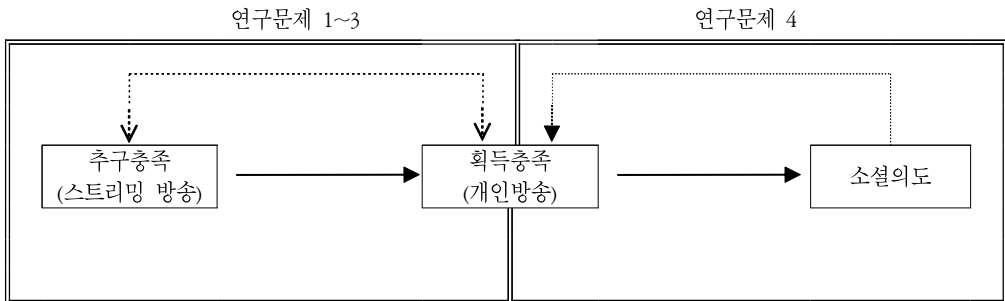 연구문제 1~3
연구문제 4
추구충족
(스트리밍 방송)
획득충족
(개인방송)
소셜의도